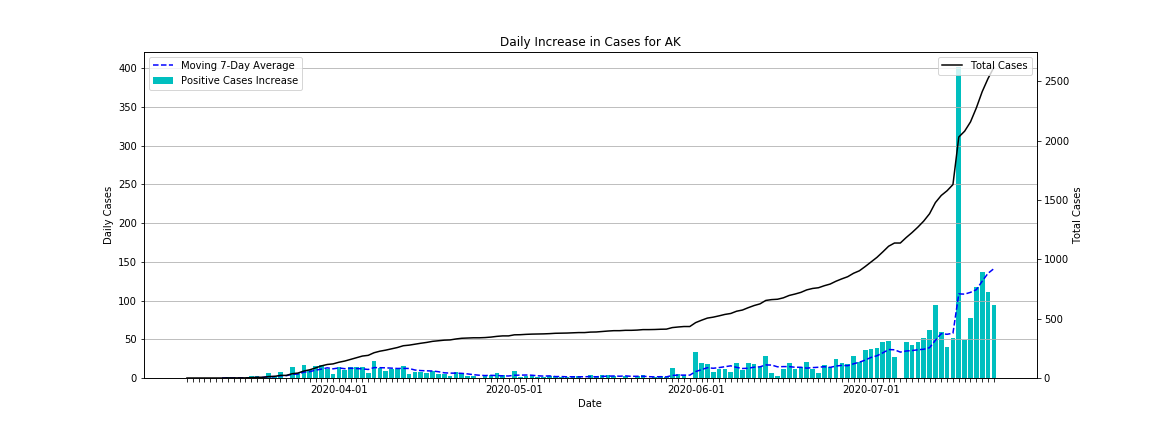 Daily Increase in Cases for AK
Moving 7-Day Average
Positive Cases Increase
Total Cases
400
350
300
250
200
150
100
50
0
Daily Cases
2500
2000
1500
1000
500
0
Total Cases
2020-04-01
2020-05-01
2020-06-01
2020-07-01
Date